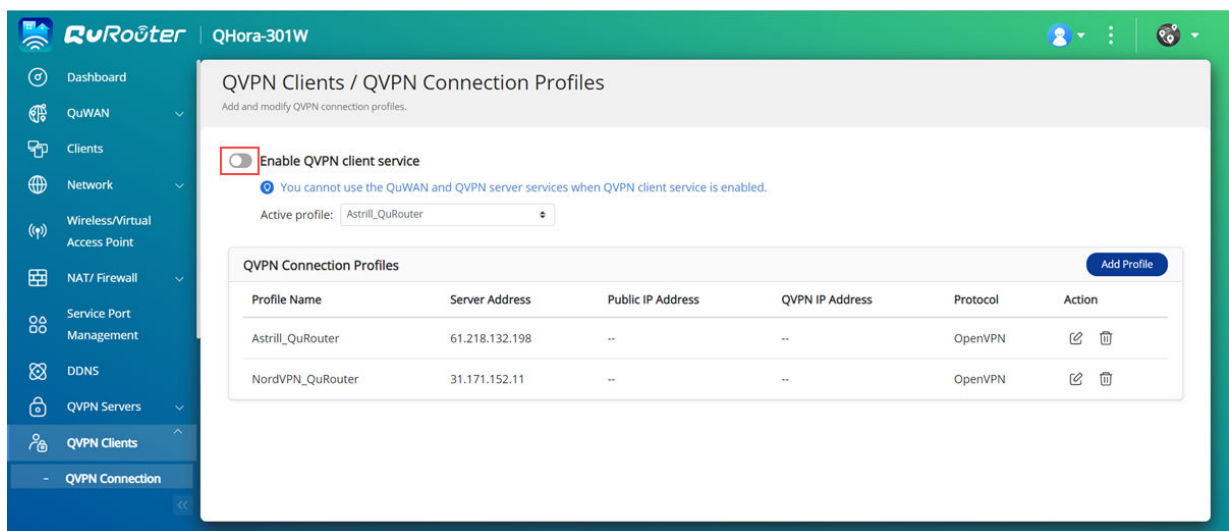 QuRouter | QHora-301W
Dashboard
QuWAN
Clients
Network
Wireless/Virtual
Access Point
NAT/ Firewall
Service Port
Management
DDNS
QVPN Servers
QVPN Clients
- QVPN Connection
QVPN Clients / QVPN Connection Profiles
Add and modify QVPN connection profiles.
Enable QVPN client service
You cannot use the QuWAN and QVPN server services when QVPN client service is enabled.
Active profile: Astrill_QuRouter
QVPN Connection Profiles Add Profile
Profile Name Server Address Public IP Address QVPN IP Address Protocol Action
Astrill_QuRouter 61.218.132.198 -- -- OpenVPN
NordVPN_QuRouter 31.171.152.11 -- -- OpenVPN